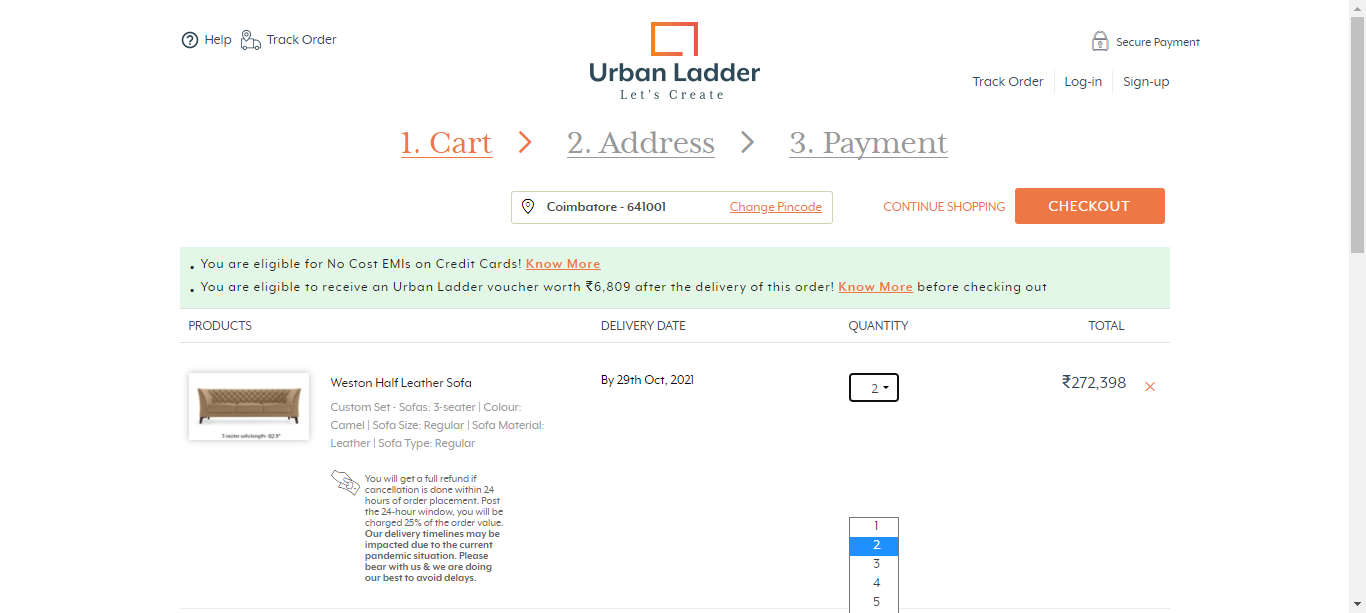 Help Track Order
Urban Ladder
Let's Create
Secure Payment
Track Order Log-in Sign-up
1. Cart 2. Address 3. Payment
Coimbatore - 641001 Change Pincode CONTINUE SHOPPING CHECKOUT
• You are eligible for No Cost EMIs on Credit Cards! Know More
• You are eligible to receive an Urban Ladder voucher worth ₹6,809 after the delivery of this order! Know More before checking out
PRODUCTS DELIVERY DATE QUANTITY TOTAL
Weston Half Leather Sofa By 29th Oct, 2021 2 ₹272,398
Custom Set - Sofas: 3-seater | Colour:
Camel | Sofa Size: Regular | Sofa Material:
Leather | Sofa Type: Regular
3 seater sofa length - 82.9"
You will get a full refund if
cancellation is done within 24
hours of order placement. Post
the 24-hour window, you will be
charged 25% of the order value.
Our delivery timelines may be
impacted due to the current
pandemic situation. Please
bear with us & we are doing
our best to avoid delays.
1
2
3
4
5